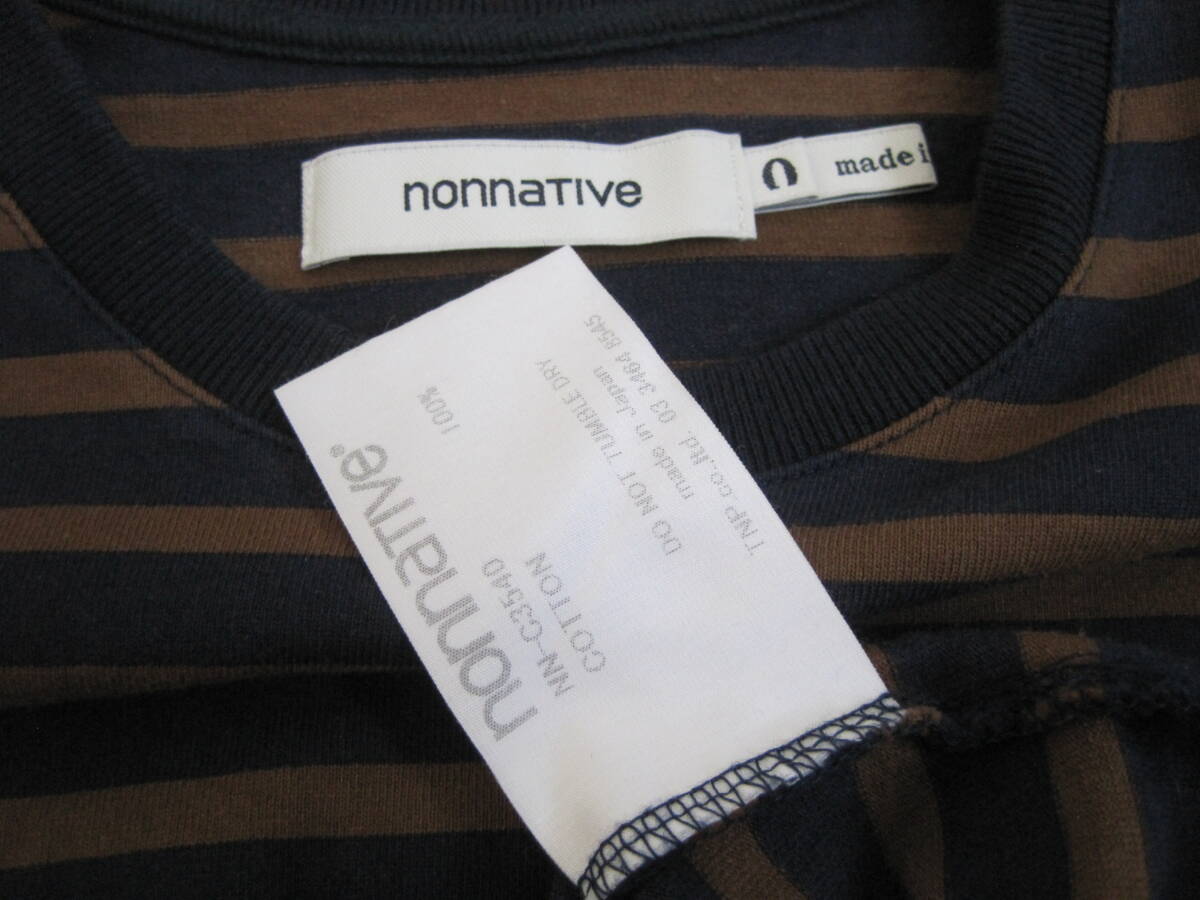 nonnative
made i
nonnative®
NN-C3540
COTTON 100%
DO NOT TUMBLE DRY
made in Japan
TNP co.,ltd. 03 3464 8545